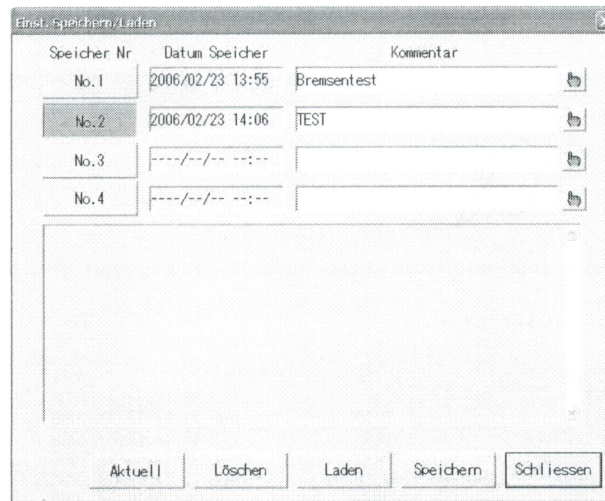 Einst. Speichern/Laden
Speicher Nr Datum Speicher Kommentar
No.1 2006/02/23 13:55 Bremsentest
No.2 2006/02/23 14:06 TEST
No.3 ----/--/-- --:--
No.4 ----/--/-- --:--
Aktuell Löschen Laden Speichern Schliessen